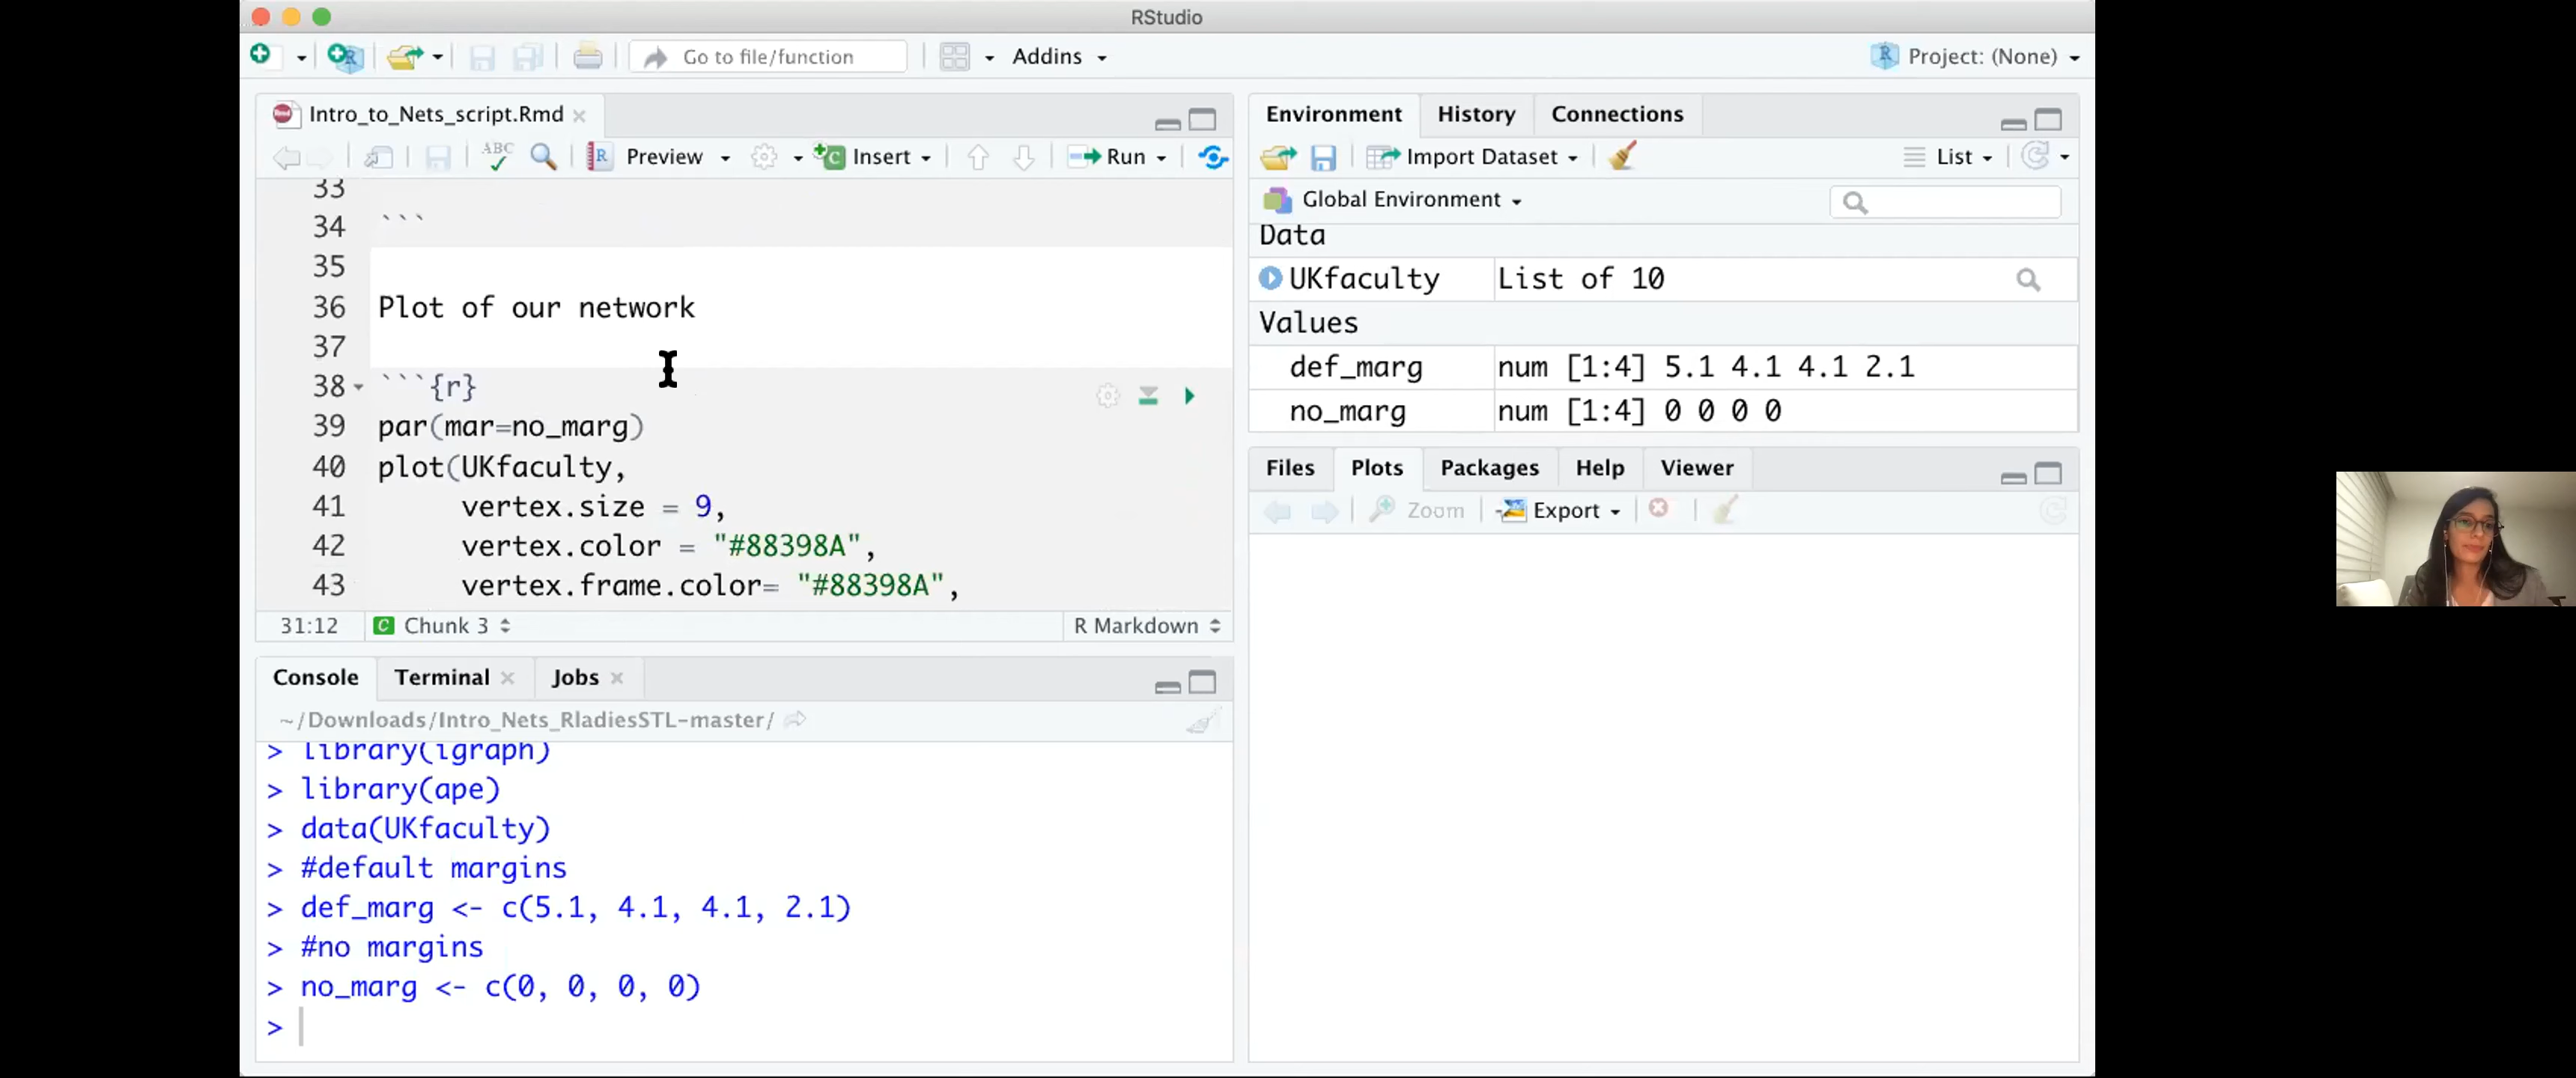 RStudio
Go to file/function
Addins
Project: (None)
Intro_to_Nets_script.Rmd
ABC
Preview
Insert
Run
33
34 ```
35
36 Plot of our network
37
38 ```{r}
39 par(mar=no_marg)
40 plot(UKfaculty,
41 vertex.size = 9,
42 vertex.color = "#88398A",
43 vertex.frame.color= "#88398A",
31:12
C Chunk 3
R Markdown
Console
Terminal
Jobs
~/Downloads/Intro_Nets_RladiesSTL-master/
> library(igraph)
> library(ape)
> data(UKfaculty)
> #default margins
> def_marg <- c(5.1, 4.1, 4.1, 2.1)
> #no margins
> no_marg <- c(0, 0, 0, 0)
>
Environment
History
Connections
Import Dataset
List
Global Environment
Data
UKfaculty List of 10
Values
def_marg num [1:4] 5.1 4.1 4.1 2.1
no_marg num [1:4] 0 0 0 0
Files
Plots
Packages
Help
Viewer
Zoom
Export